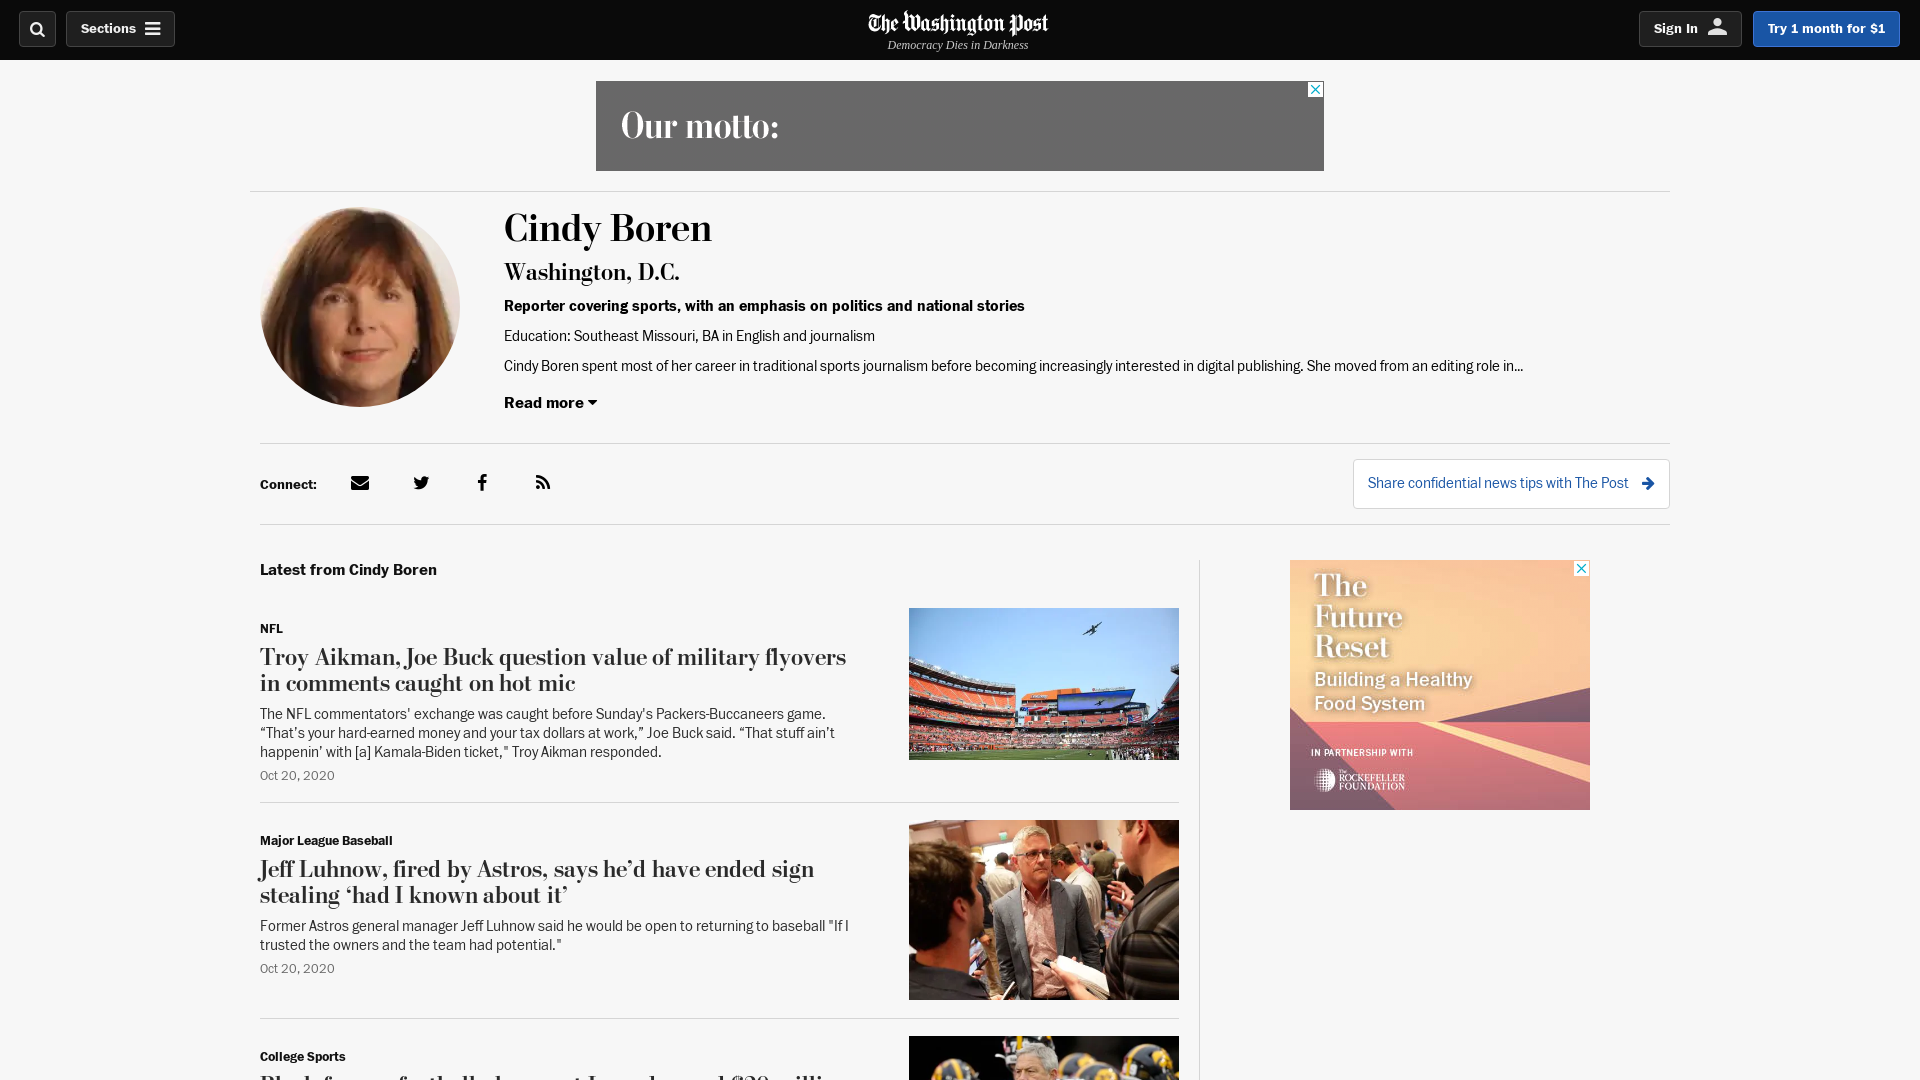 Sections
The Washington Post
Democracy Dies in Darkness
Sign In
Try 1 month for $1
Our motto:
Cindy Boren
Washington, D.C.
Reporter covering sports, with an emphasis on politics and national stories
Education: Southeast Missouri, BA in English and journalism
Cindy Boren spent most of her career in traditional sports journalism before becoming increasingly interested in digital publishing. She moved from an editing role in...
Read more
Connect:
Share confidential news tips with The Post
Latest from Cindy Boren
NFL
Troy Aikman, Joe Buck question value of military flyovers
in comments caught on hot mic
The NFL commentators' exchange was caught before Sunday's Packers-Buccaneers game.
“That’s your hard-earned money and your tax dollars at work,” Joe Buck said. “That stuff ain’t
happenin’ with [a] Kamala-Biden ticket," Troy Aikman responded.
Oct 20, 2020
Major League Baseball
Jeff Luhnow, fired by Astros, says he’d have ended sign
stealing ‘had I known about it’
Former Astros general manager Jeff Luhnow said he would be open to returning to baseball "If I
trusted the owners and the team had potential."
Oct 20, 2020
College Sports
The
Future
Reset
Building a Healthy
Food System
IN PARTNERSHIP WITH
The
ROCKEFELLER
FOUNDATION